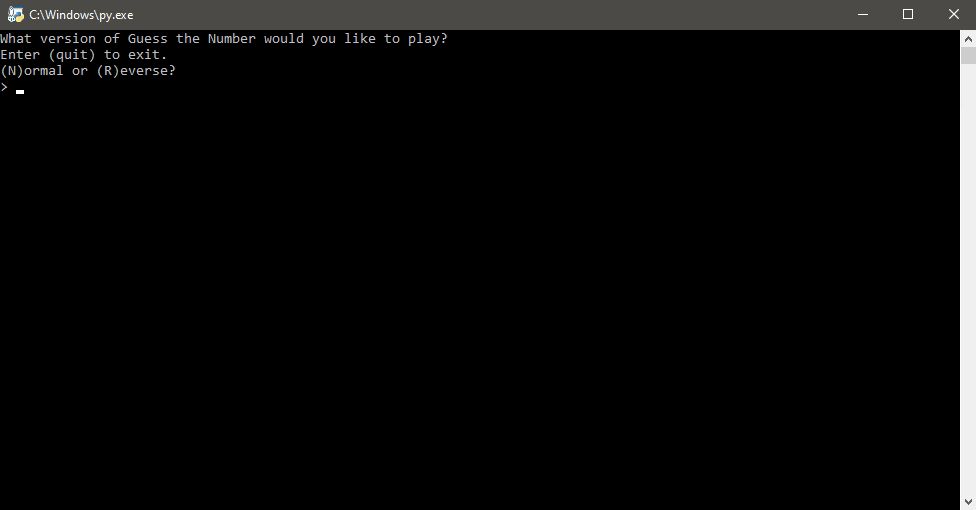 C:\Windows\py.exe
What version of Guess the Number would you like to play?
Enter (quit) to exit.
(N)ormal or (R)everse?
>